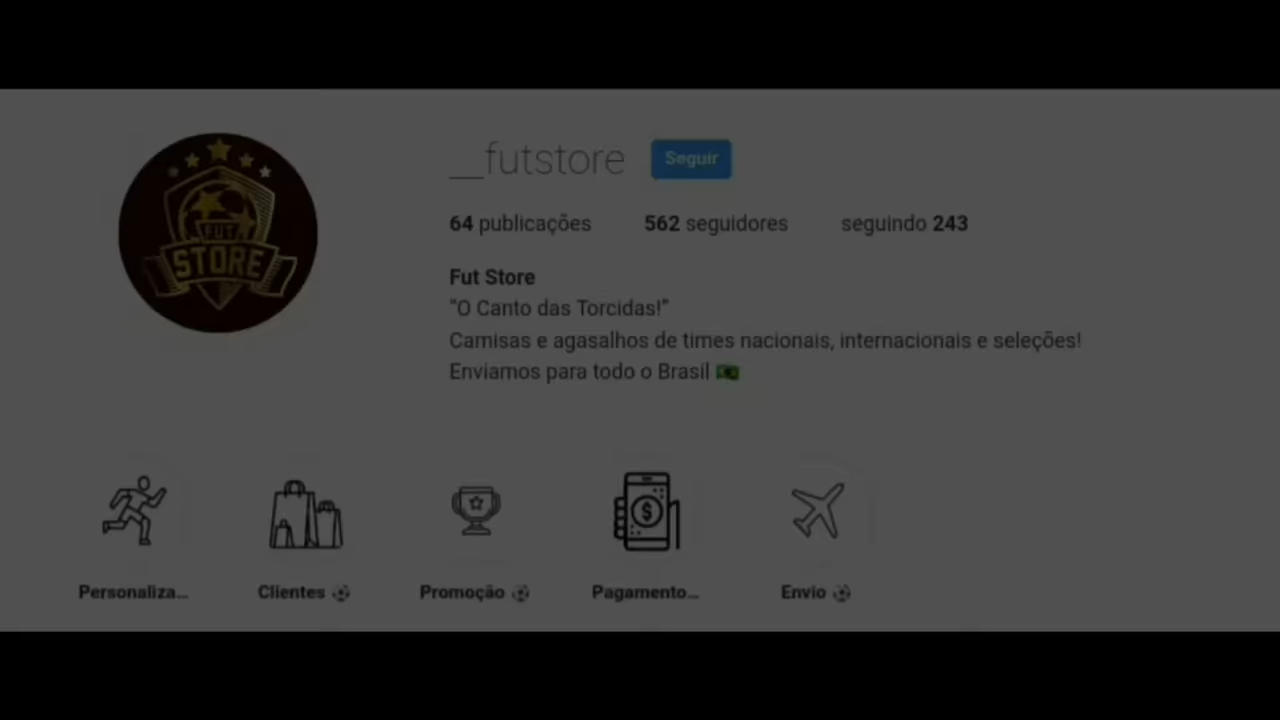 __futstore Seguir
64 publicações 562 seguidores seguindo 243
FUT
STORE
Fut Store
"O Canto das Torcidas!"
Camisas e agasalhos de times nacionais, internacionais e seleções!
Enviamos para todo o Brasil 🇧🇷
$
Personaliza... Clientes ⚽ Promoção ⚽ Pagamento... Envio ⚽